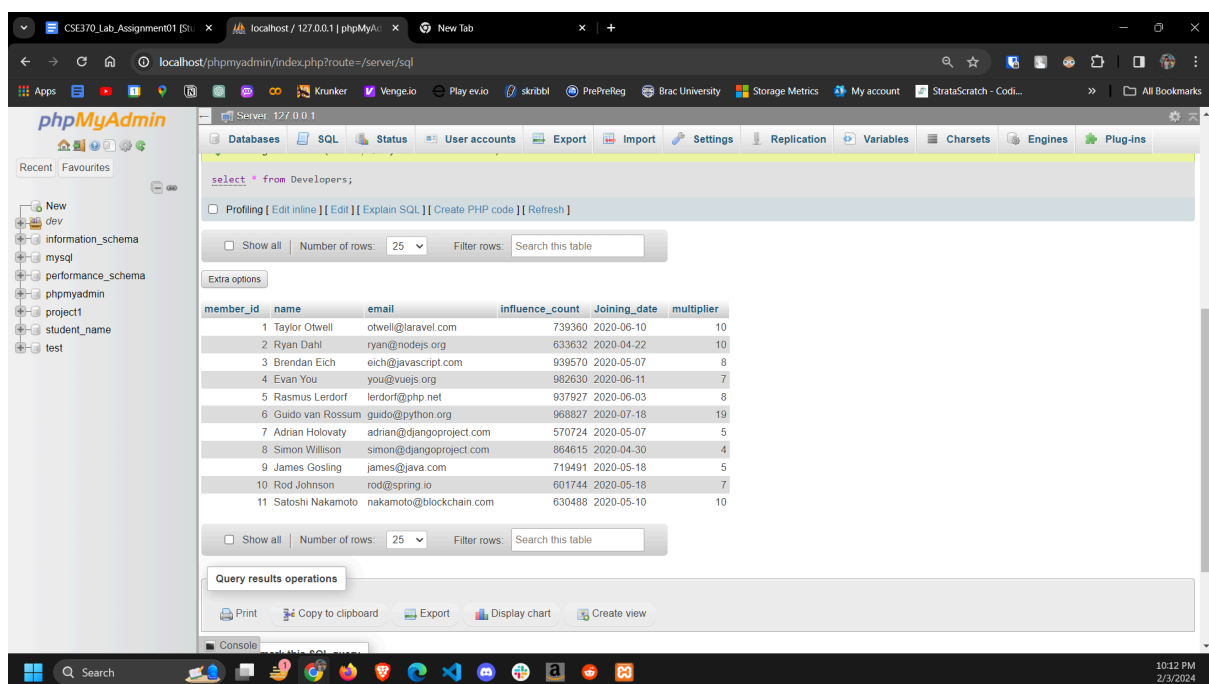 CSE370_Lab_Assignment01 [Stu
localhost / 127.0.0.1 | phpMyAd
New Tab
localhost/phpmyadmin/index.php?route=/server/sql
Apps Krunker Venge.io Play ev.io skribbl PrePreReg Brac University Storage Metrics My account StrataScratch - Codi... » All Bookmarks
phpMyAdmin
Recent Favourites
New
dev
information_schema
mysql
performance_schema
phpmyadmin
project1
student_name
test
Server: 127.0.0.1
Databases SQL Status User accounts Export Import Settings Replication Variables Charsets Engines Plug-ins
select * from Developers;
Profiling [ Edit inline ] [ Edit ] [ Explain SQL ] [ Create PHP code ] [ Refresh ]
Show all Number of rows: 25 Filter rows: Search this table
Extra options
member_id name email influence_count Joining_date multiplier
1 Taylor Otwell otwell@laravel.com 739360 2020-06-10 10
2 Ryan Dahl ryan@nodejs.org 633632 2020-04-22 10
3 Brendan Eich eich@javascript.com 939570 2020-05-07 8
4 Evan You you@vuejs.org 982630 2020-06-11 7
5 Rasmus Lerdorf lerdorf@php.net 937927 2020-06-03 8
6 Guido van Rossum guido@python.org 968827 2020-07-18 19
7 Adrian Holovaty adrian@djangoproject.com 570724 2020-05-07 5
8 Simon Willison simon@djangoproject.com 864615 2020-04-30 4
9 James Gosling james@java.com 719491 2020-05-18 5
10 Rod Johnson rod@spring.io 601744 2020-05-18 7
11 Satoshi Nakamoto nakamoto@blockchain.com 630488 2020-05-10 10
Show all Number of rows: 25 Filter rows: Search this table
Query results operations
Print Copy to clipboard Export Display chart Create view
Console
Search
10:12 PM
2/3/2024